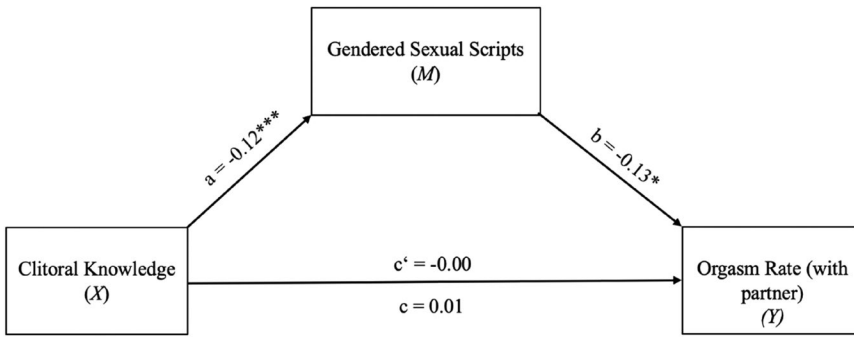 Gendered Sexual Scripts
(M)
a = -0.12***
b = -0.13*
Clitoral Knowledge
(X)
c‘ = -0.00
c = 0.01
Orgasm Rate (with
partner)
(Y)